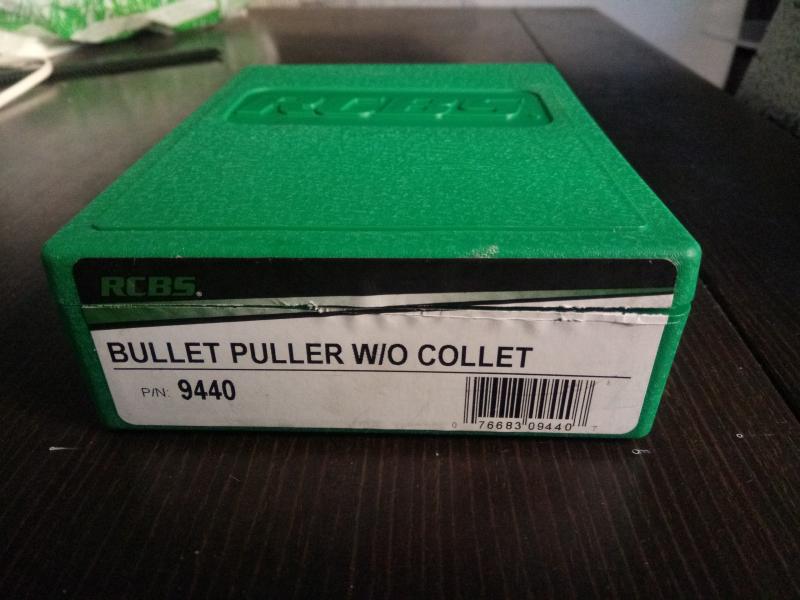 RCBS
RCBS.
BULLET PULLER W/O COLLET
P/N: 9440
0 76683 09440 7